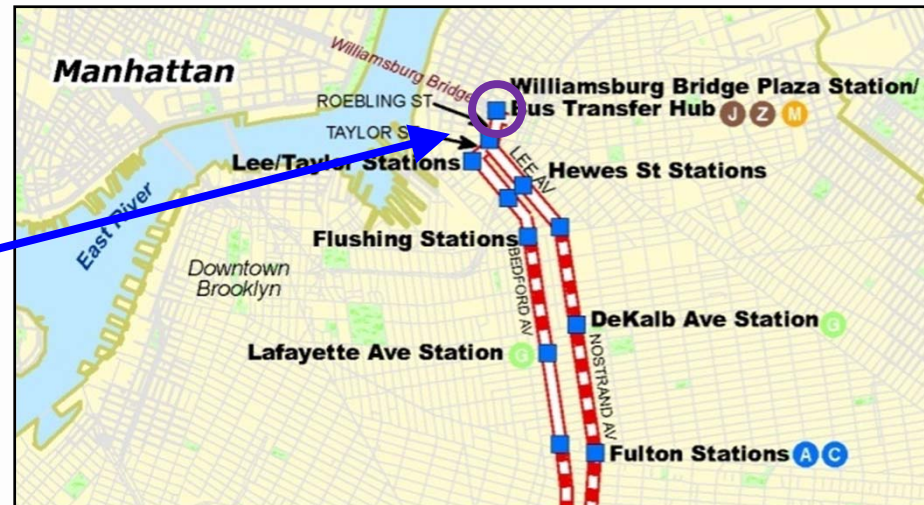 Manhattan
Williamsburg Bridge
Williamsburg Bridge Plaza Station/
Bus Transfer Hub J Z M
ROEBLING ST
TAYLOR S
LEE AV
Lee/Taylor Stations
Hewes St Stations
East River
Flushing Stations
Downtown
Brooklyn
BEDFORD AV
DeKalb Ave Station G
Lafayette Ave Station G
NOSTRAND AV
Fulton Stations A C